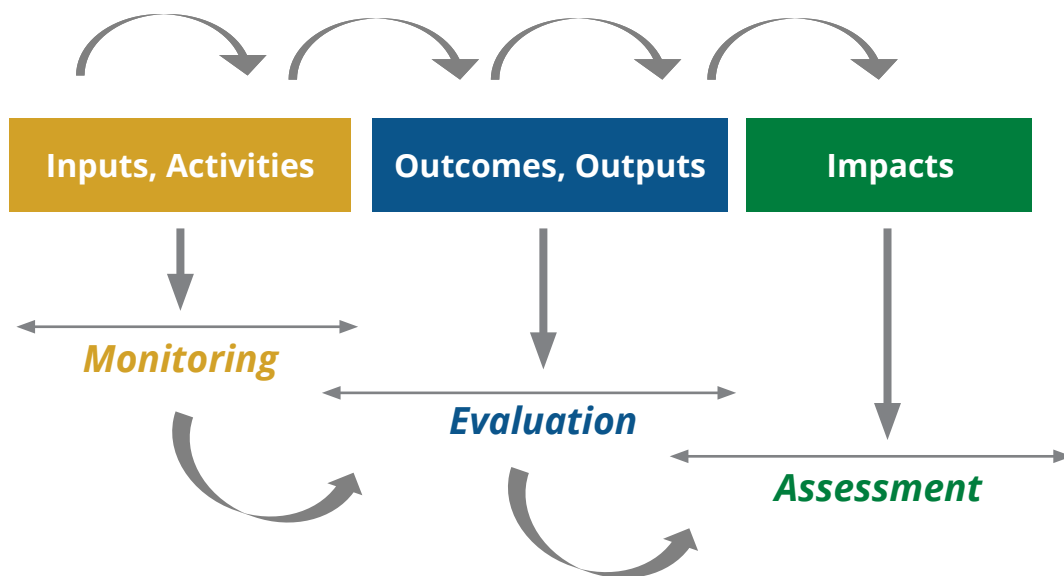 Inputs, Activities
Outcomes, Outputs
Impacts
Monitoring
Evaluation
Assessment